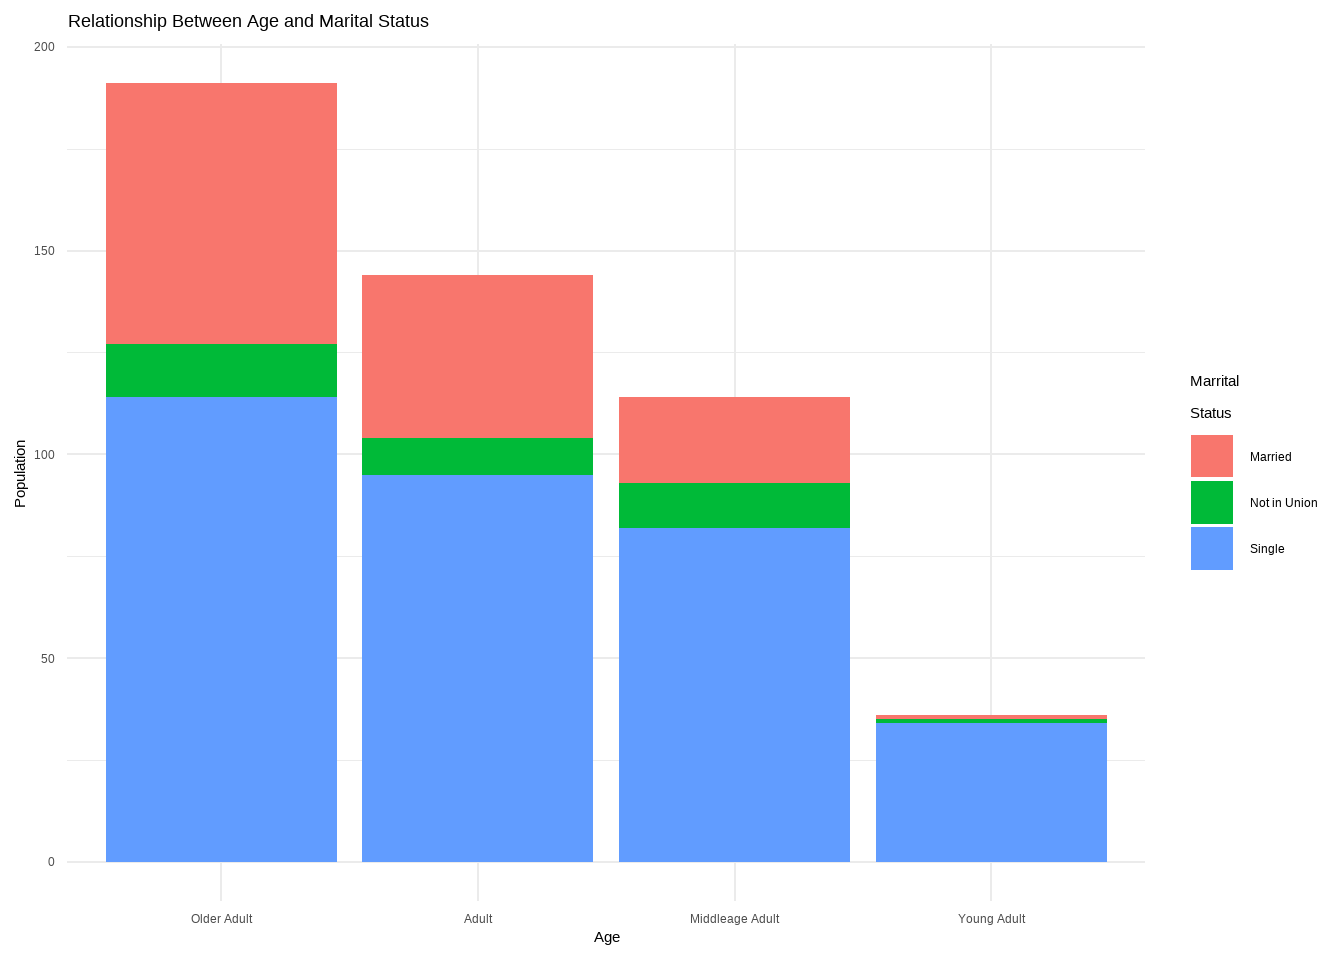 Relationship Between Age and Marital Status
200
150
100
50
0
Population
Older Adult
Adult
Middleage Adult
Young Adult
Age
Marrital
Status
Married
Not in Union
Single